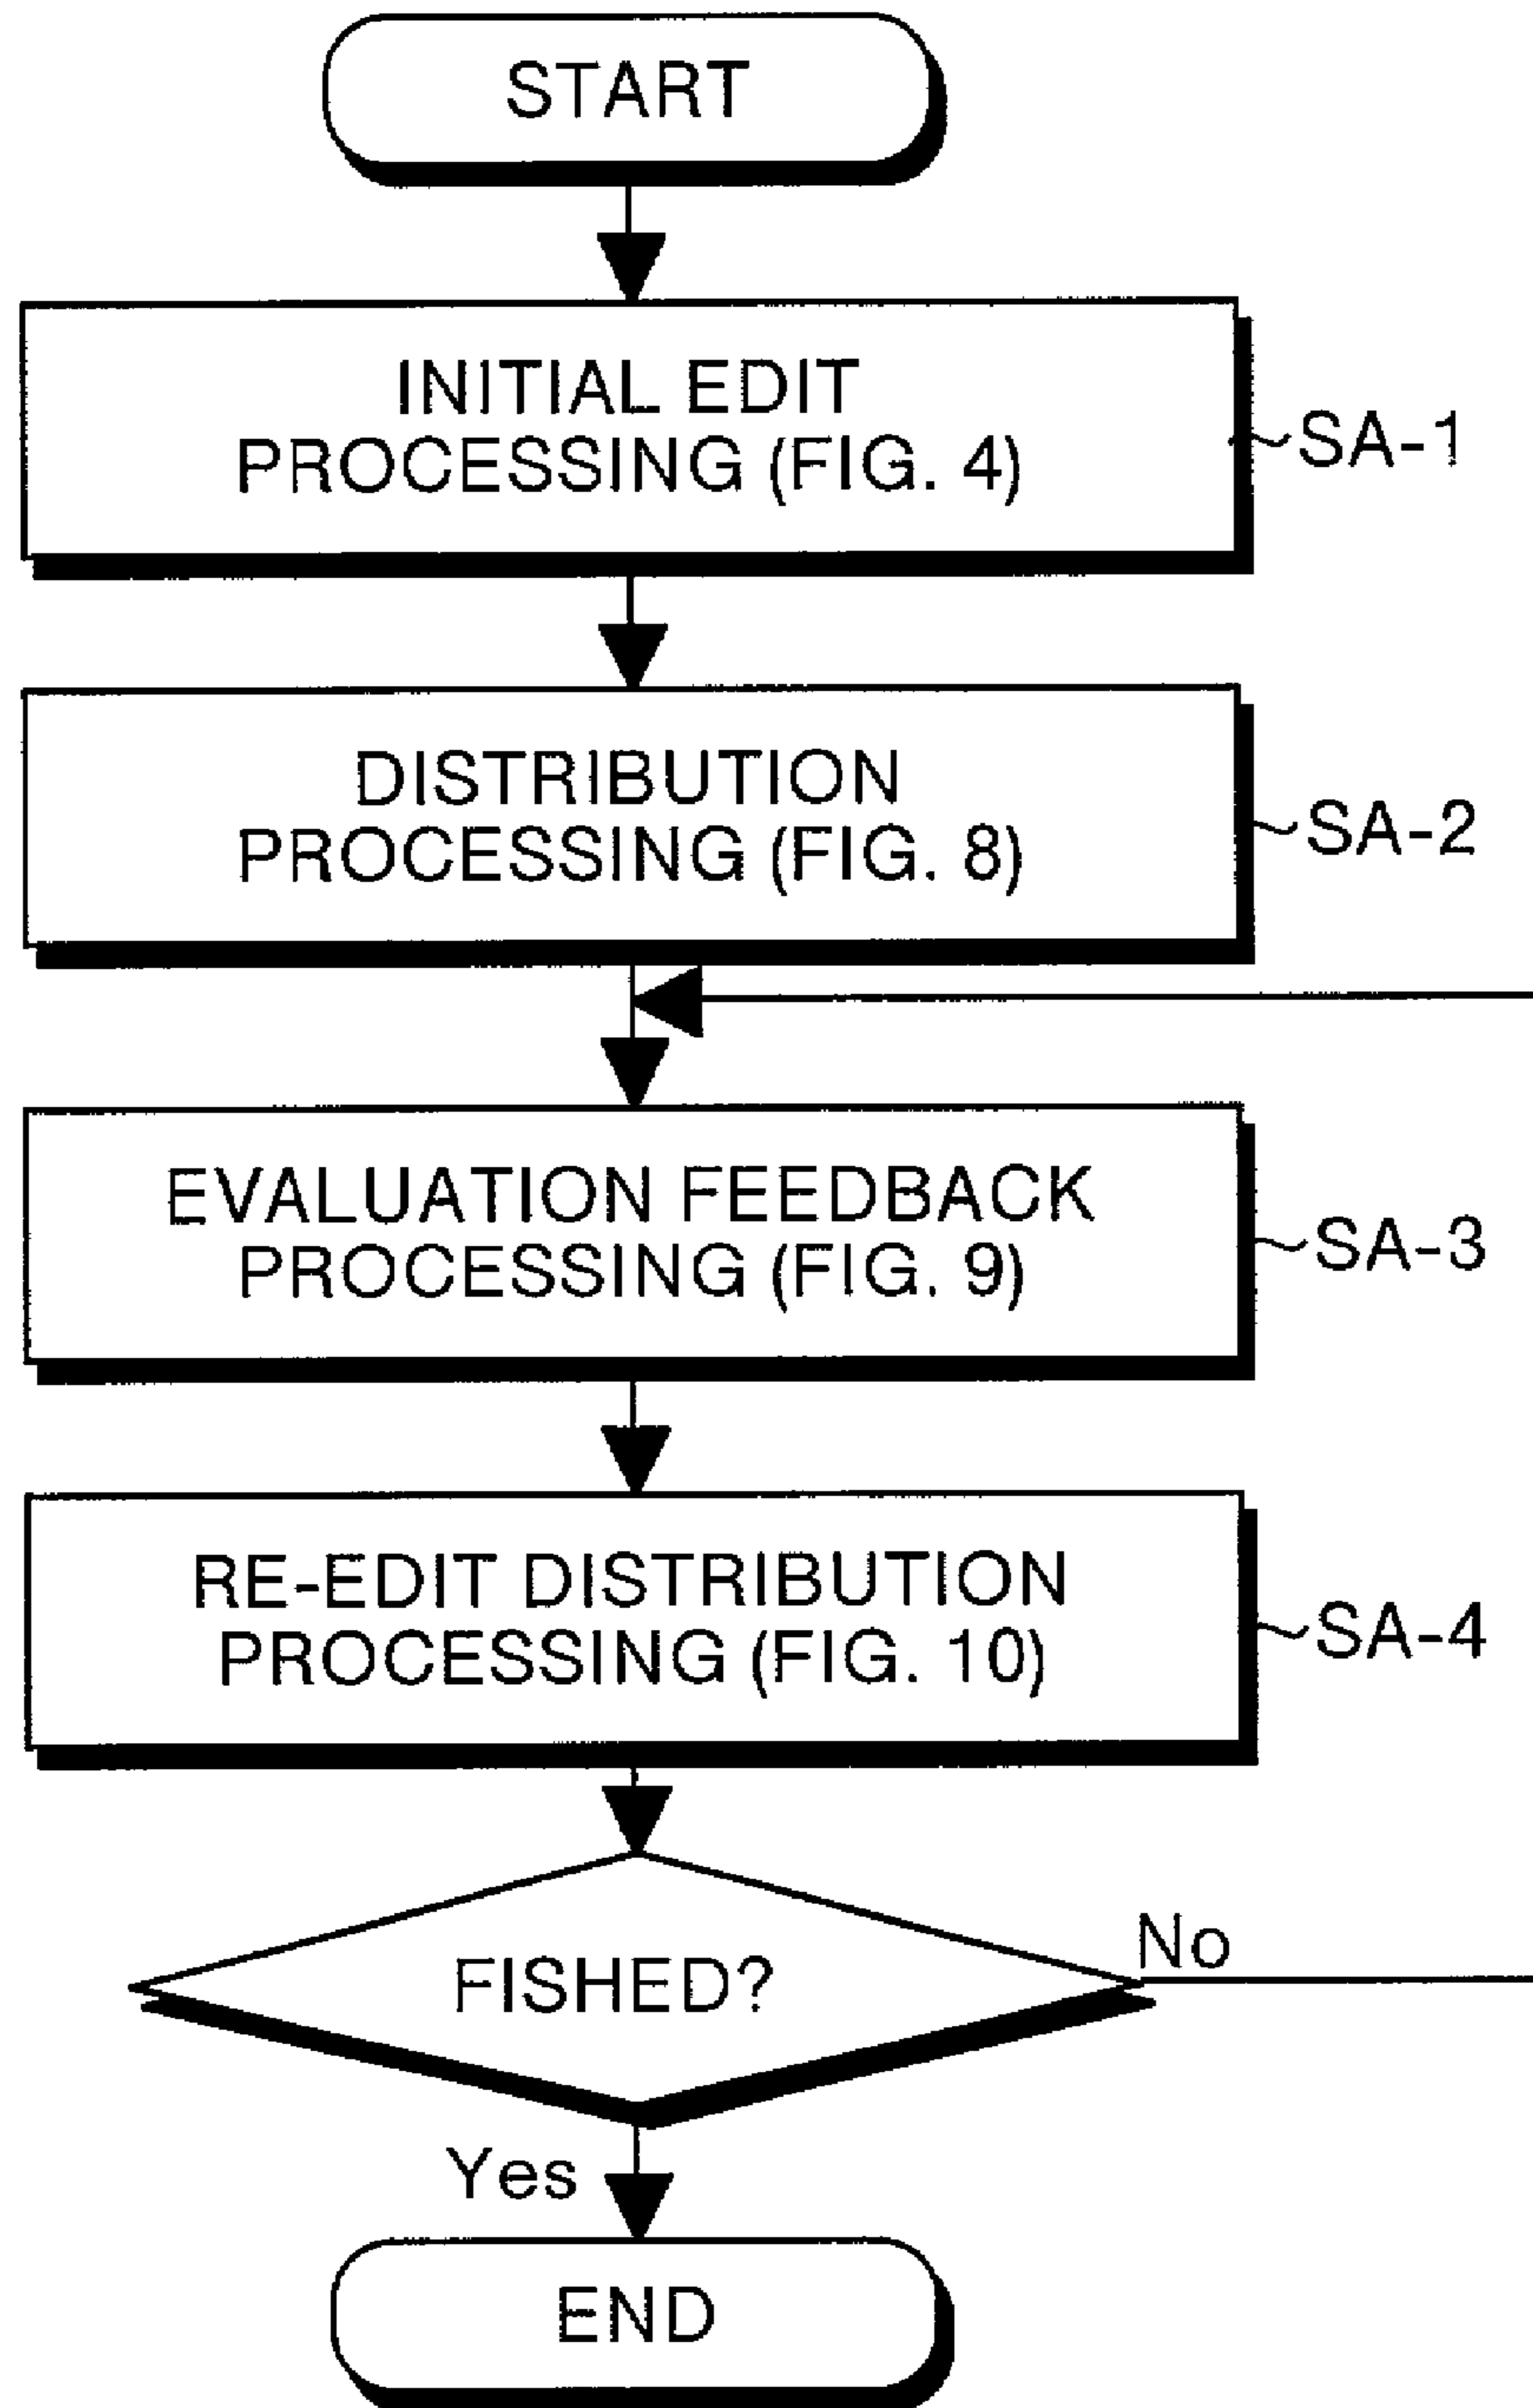 START
INITIAL EDIT
PROCESSING (FIG. 4)
SA-1
DISTRIBUTION
PROCESSING (FIG. 8)
SA-2
EVALUATION FEEDBACK
PROCESSING (FIG. 9)
SA-3
RE-EDIT DISTRIBUTION
PROCESSING (FIG. 10)
SA-4
FISHED?
No
Yes
END